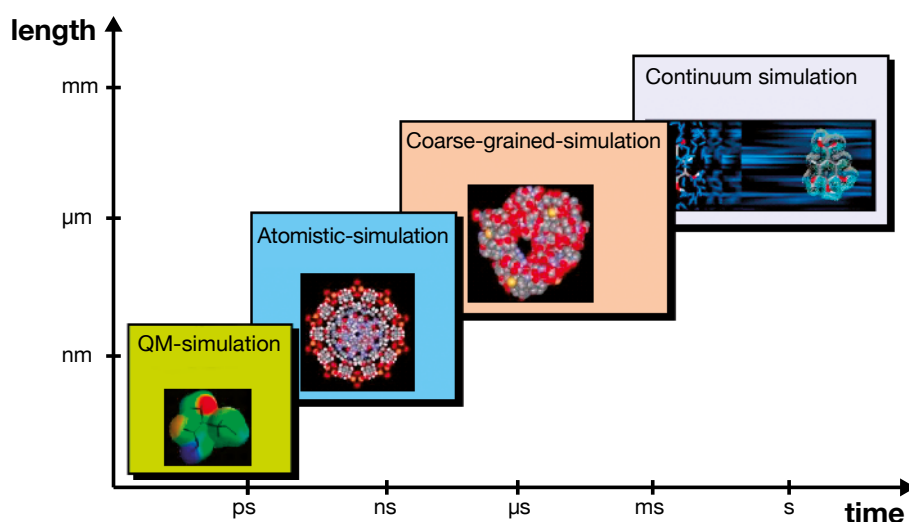 length
mm
Continuum simulation
Coarse-grained-simulation
µm
Atomistic-simulation
QM-simulation
nm
ps
ns
µs
ms
s
time